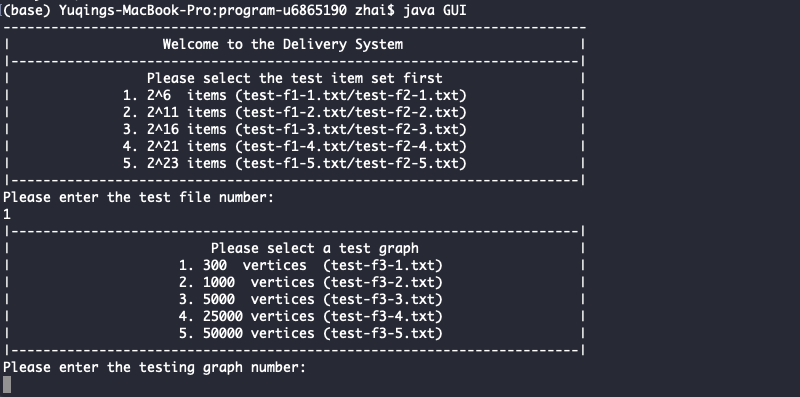 (base) Yuqings-MacBook-Pro:program-u6865190 zhai$ java GUI
-------------------------------------------------------------------------
|                   Welcome to the Delivery System                      |
|-----------------------------------------------------------------------|
|                 Please select the test item set first                 |
|              1. 2^6  items (test-f1-1.txt/test-f2-1.txt)              |
|              2. 2^11 items (test-f1-2.txt/test-f2-2.txt)              |
|              3. 2^16 items (test-f1-3.txt/test-f2-3.txt)              |
|              4. 2^21 items (test-f1-4.txt/test-f2-4.txt)              |
|              5. 2^23 items (test-f1-5.txt/test-f2-5.txt)              |
|-----------------------------------------------------------------------|
Please enter the test file number:
1
|-----------------------------------------------------------------------|
|                         Please select a test graph                    |
|                     1. 300  vertices  (test-f3-1.txt)                 |
|                     2. 1000  vertices (test-f3-2.txt)                 |
|                     3. 5000  vertices (test-f3-3.txt)                 |
|                     4. 25000 vertices (test-f3-4.txt)                 |
|                     5. 50000 vertices (test-f3-5.txt)                 |
|-----------------------------------------------------------------------|
Please enter the testing graph number: